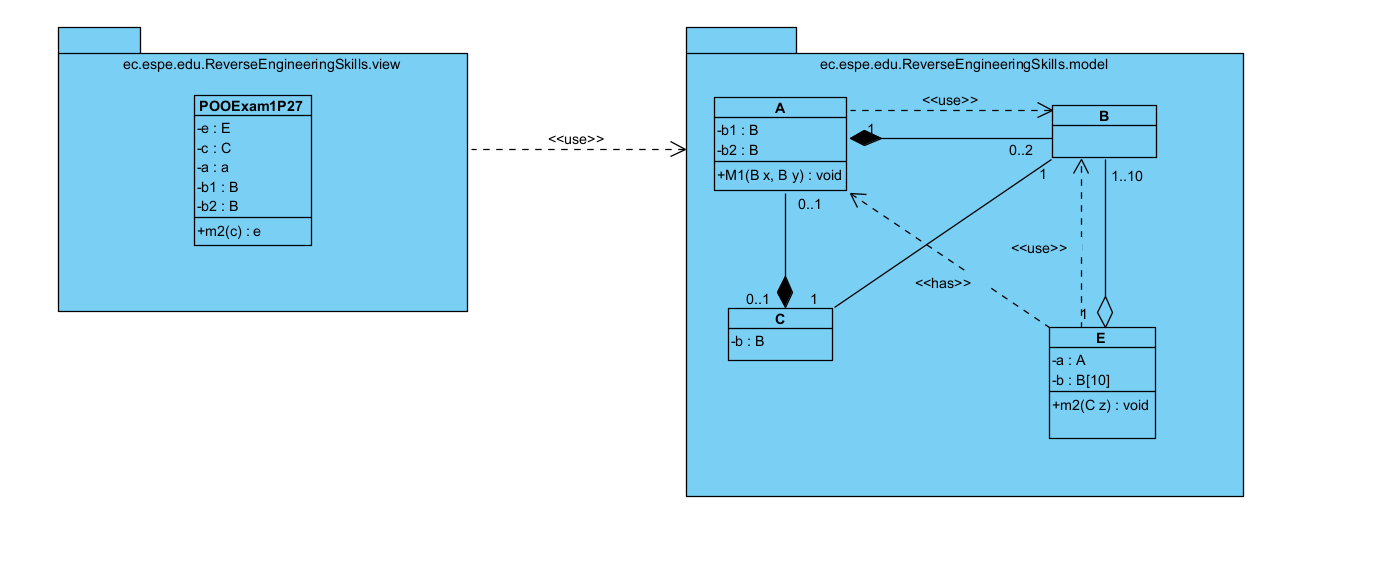 ec.espe.edu.ReverseEngineeringSkills.view
POOExam1P27
-e : E
-c : C
-a : a
-b1 : B
-b2 : B
+m2(c) : e
<<use>>
ec.espe.edu.ReverseEngineeringSkills.model
A
-b1 : B
-b2 : B
+M1(B x, B y) : void
<<use>>
1
0..2
B
1
1..10
0..1
<<use>>
<<has>>
0..1
1
C
-b : B
1
E
-a : A
-b : B[10]
+m2(C z) : void